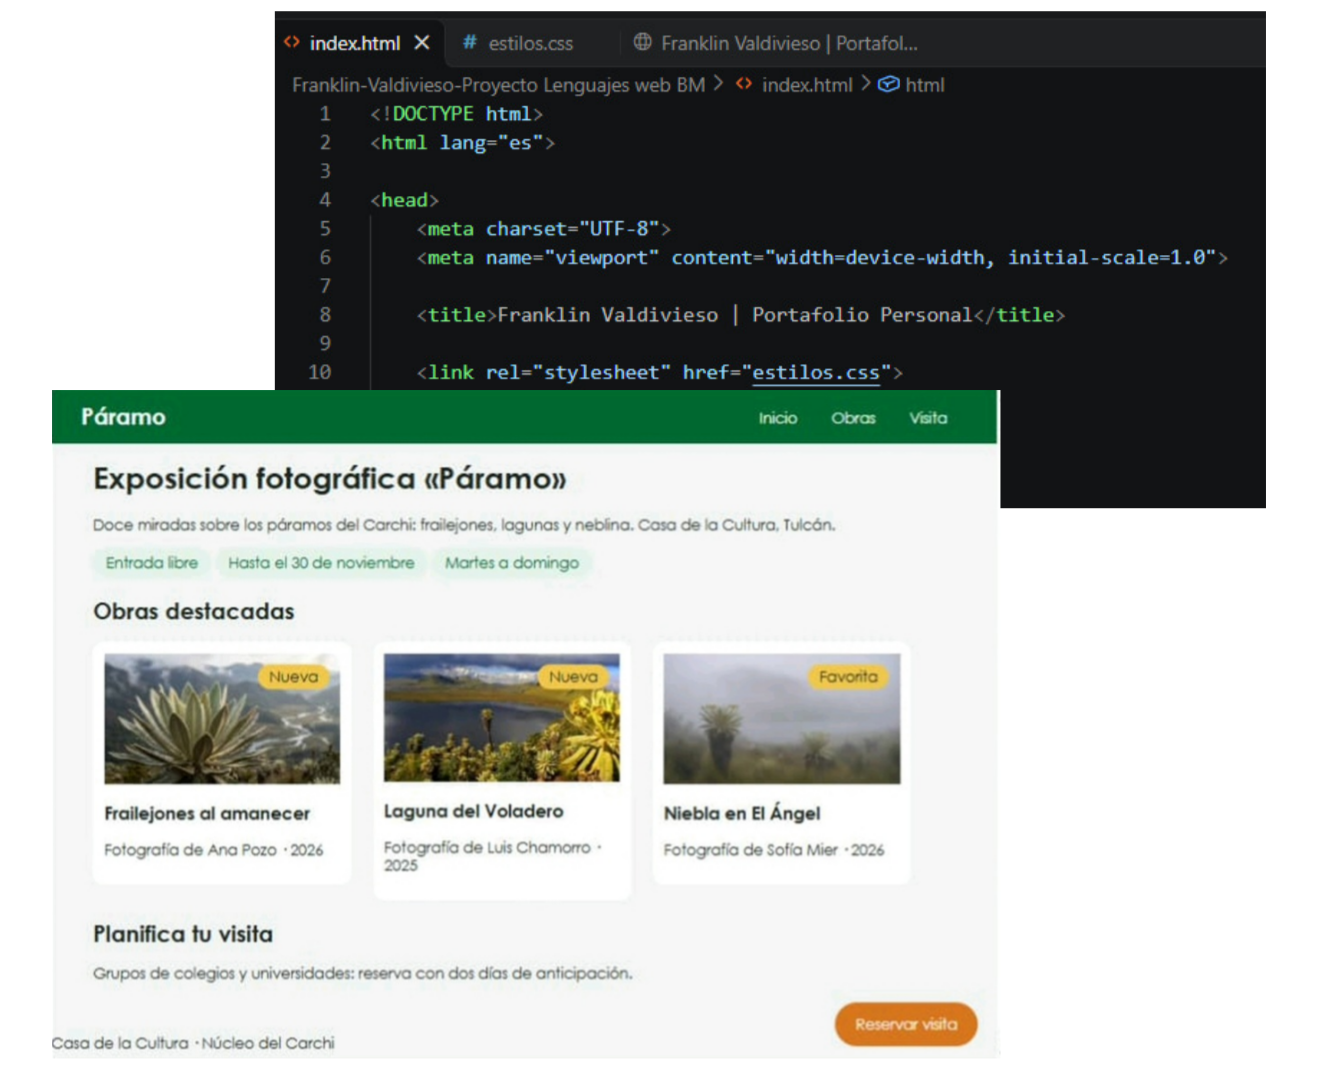 index.html
estilos.css
Franklin Valdivieso | Portafol...
Franklin-Valdivieso-Proyecto Lenguajes web BM > index.html > html
1 <!DOCTYPE html>
2 <html lang="es">
3
4 <head>
5 <meta charset="UTF-8">
6 <meta name="viewport" content="width=device-width, initial-scale=1.0">
7
8 <title>Franklin Valdivieso | Portafolio Personal</title>
9
10 <link rel="stylesheet" href="estilos.css">
Páramo
Inicio Obras Visita
Exposición fotográfica «Páramo»
Doce miradas sobre los páramos del Carchi: frailejones, lagunas y neblina. Casa de la Cultura, Tulcán.
Entrada libre Hasta el 30 de noviembre Martes a domingo
Obras destacadas
Nueva
Frailejones al amanecer
Fotografía de Ana Pozo · 2026
Nueva
Laguna del Voladero
Fotografía de Luis Chamorro ·
2025
Favorita
Niebla en El Ángel
Fotografía de Sofía Mier · 2026
Planifica tu visita
Grupos de colegios y universidades: reserva con dos días de anticipación.
Reservar visita
Casa de la Cultura · Núcleo del Carchi